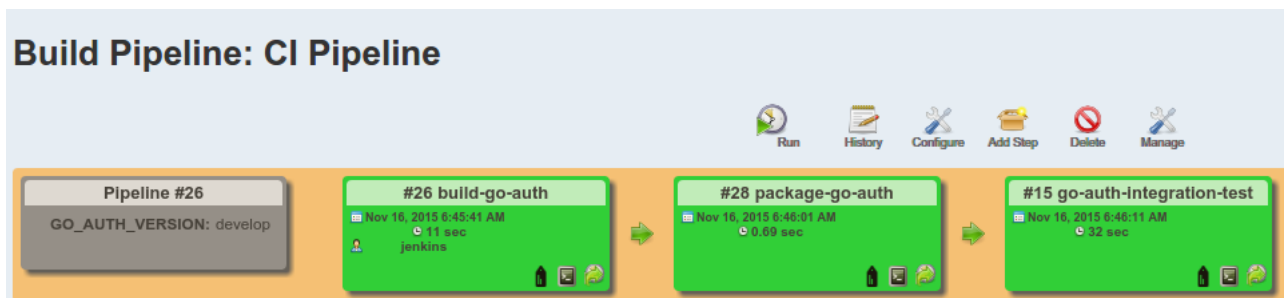 Build Pipeline: CI Pipeline
Run History Configure Add Step Delete Manage
Pipeline #26
GO_AUTH_VERSION: develop
#26 build-go-auth
Nov 16, 2015 6:45:41 AM
11 sec
jenkins
#28 package-go-auth
Nov 16, 2015 6:46:01 AM
0.69 sec
#15 go-auth-integration-test
Nov 16, 2015 6:46:11 AM
32 sec